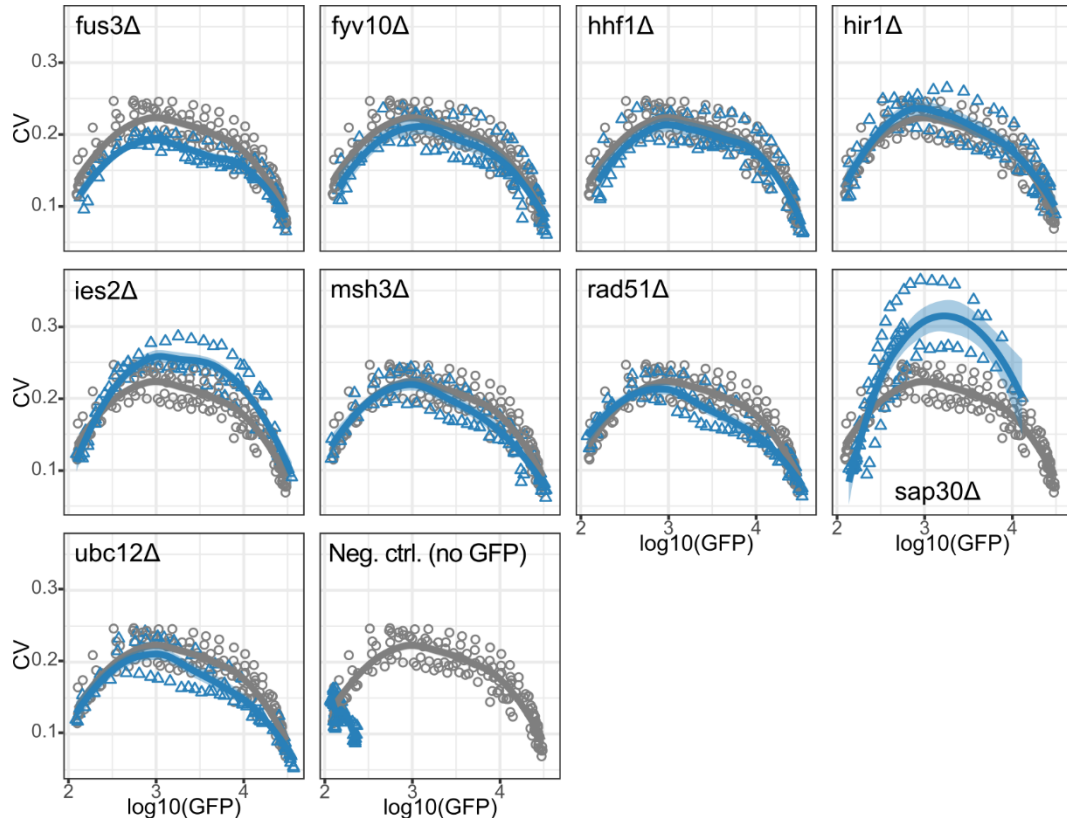 fus3Δ
fyv10Δ
hhf1Δ
hir1Δ
CV
0.3
0.2
0.1
ies2Δ
msh3Δ
rad51Δ
sap30Δ
CV
0.3
0.2
0.1
2 3 4
log10(GFP)
2 3 4
log10(GFP)
ubc12Δ
Neg. ctrl. (no GFP)
CV
0.3
0.2
0.1
2 3 4
log10(GFP)
2 3 4
log10(GFP)